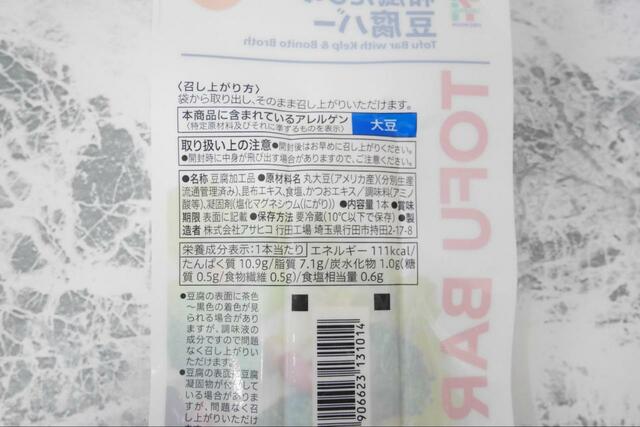 和風だし
豆腐バー
Tofu Bar with Kelp & Bonito Broth
TOFU BAR
〈召し上がり方〉
袋から取り出し、そのまま召し上がりいただけます。
本商品に含まれているアレルゲン
〈特定原材料及びそれに準ずるものを表示〉
大豆
取り扱い上の注意 ●開封後はお早めに召し上がりください。
●開封時に中身が飛び出す場合がありますので、ご注意ください。
●名称 豆腐加工品 ●原材料名 丸大豆(アメリカ産)(分別生産
流通管理済み)、昆布エキス、食塩、かつおエキス／調味料(アミノ
酸等)、凝固剤(塩化マグネシウム(にがり)) ●内容量 1本 ●賞味
期限 表面に記載 ●保存方法 要冷蔵(10℃以下で保存) ●製
造者 株式会社アサヒコ 行田工場 埼玉県行田市持田2-17-8
栄養成分表示：1本当たり エネルギー 111kcal/
たんぱく質 10.9g/脂質 7.1g/炭水化物 1.0g(糖
質 0.5g/食物繊維 0.5g)/食塩相当量 0.6g
●豆腐の表面に茶色
～黒色の着色が見
られる場合があり
ますが、調味液の
成分ですので問題
なく召し上がりい
ただけます。
●豆腐の表面に豆腐
凝固物が付着して
いる場合がありま
すが、問題なく召
し上がりいただけ
906623 131014